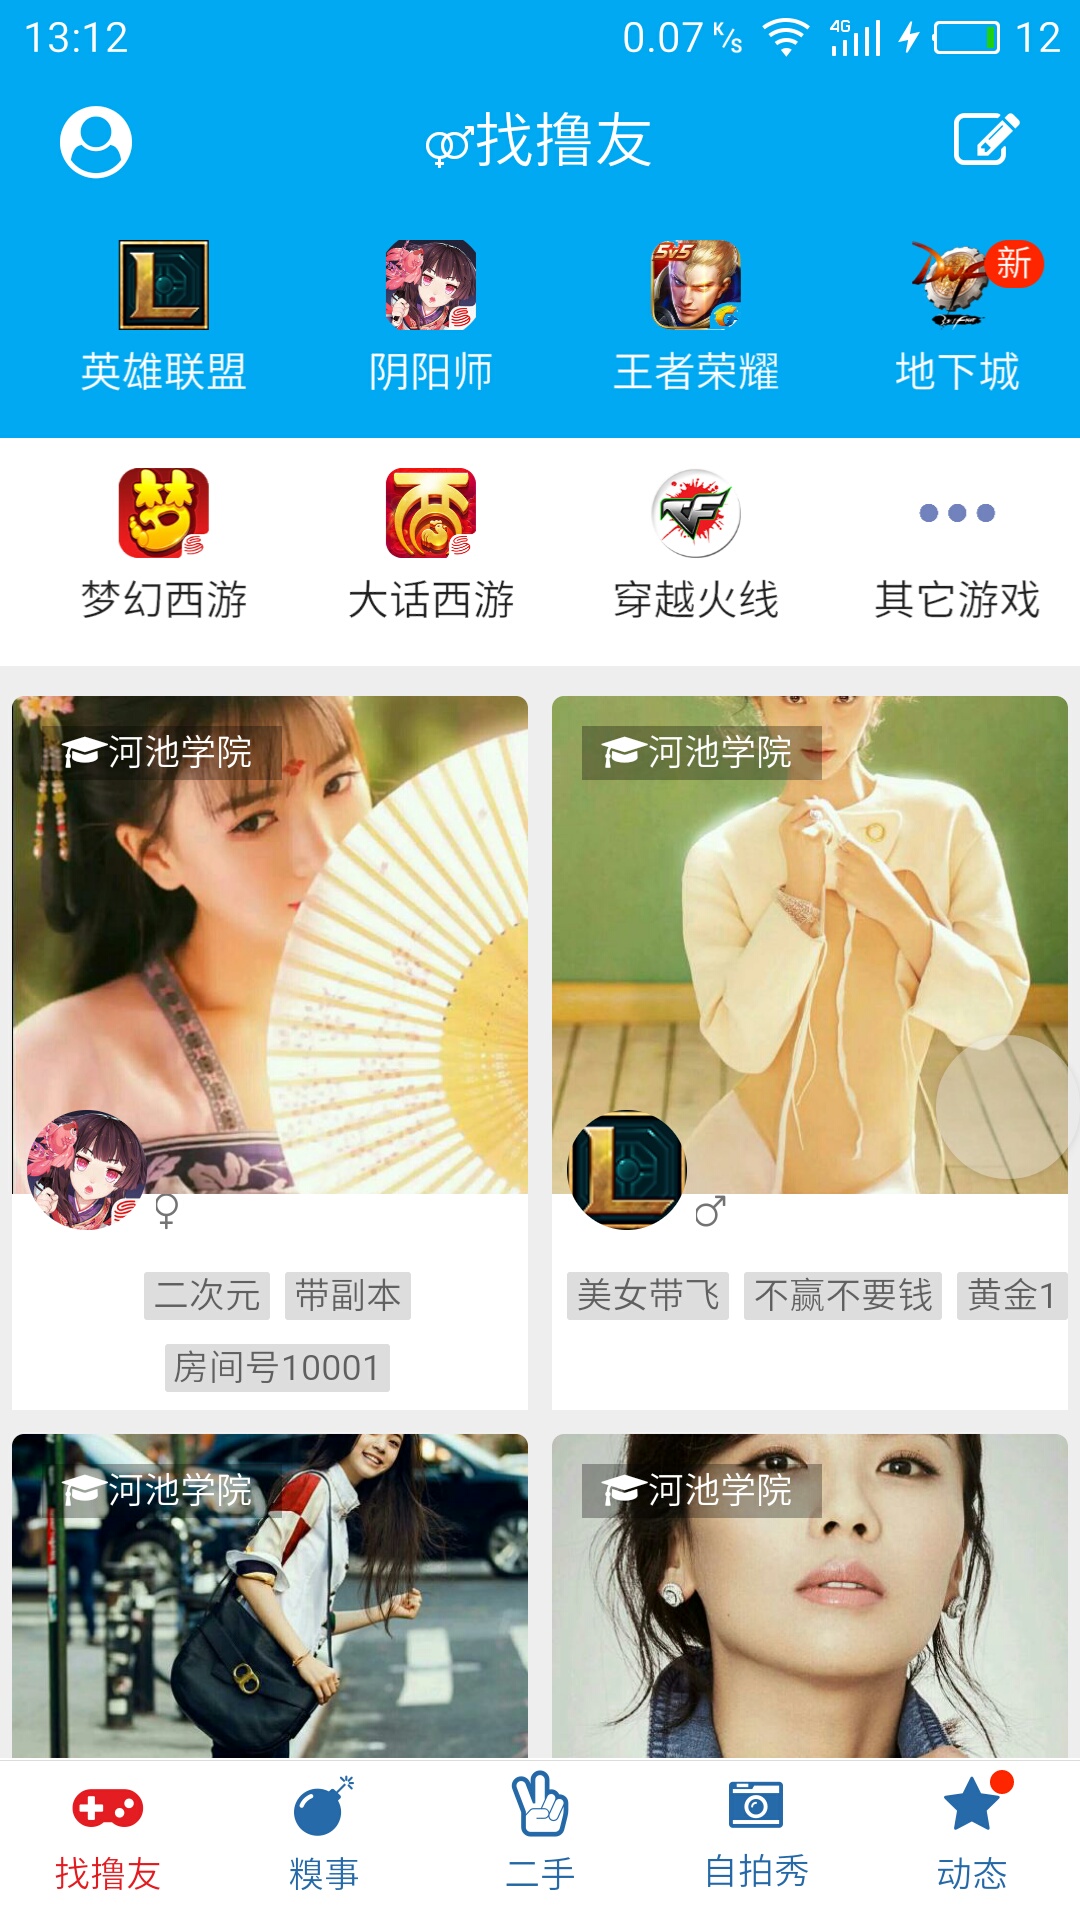 13:12 0.07 K/s 4G 12
找撸友
5v5
DNF 新
英雄联盟 阴阳师 王者荣耀 地下城
梦 CF
梦幻西游 大话西游 穿越火线 其它游戏
河池学院 河池学院
二次元 带副本 美女带飞 不赢不要钱 黄金1
房间号10001
河池学院 河池学院
找撸友 糗事 二手 自拍秀 动态